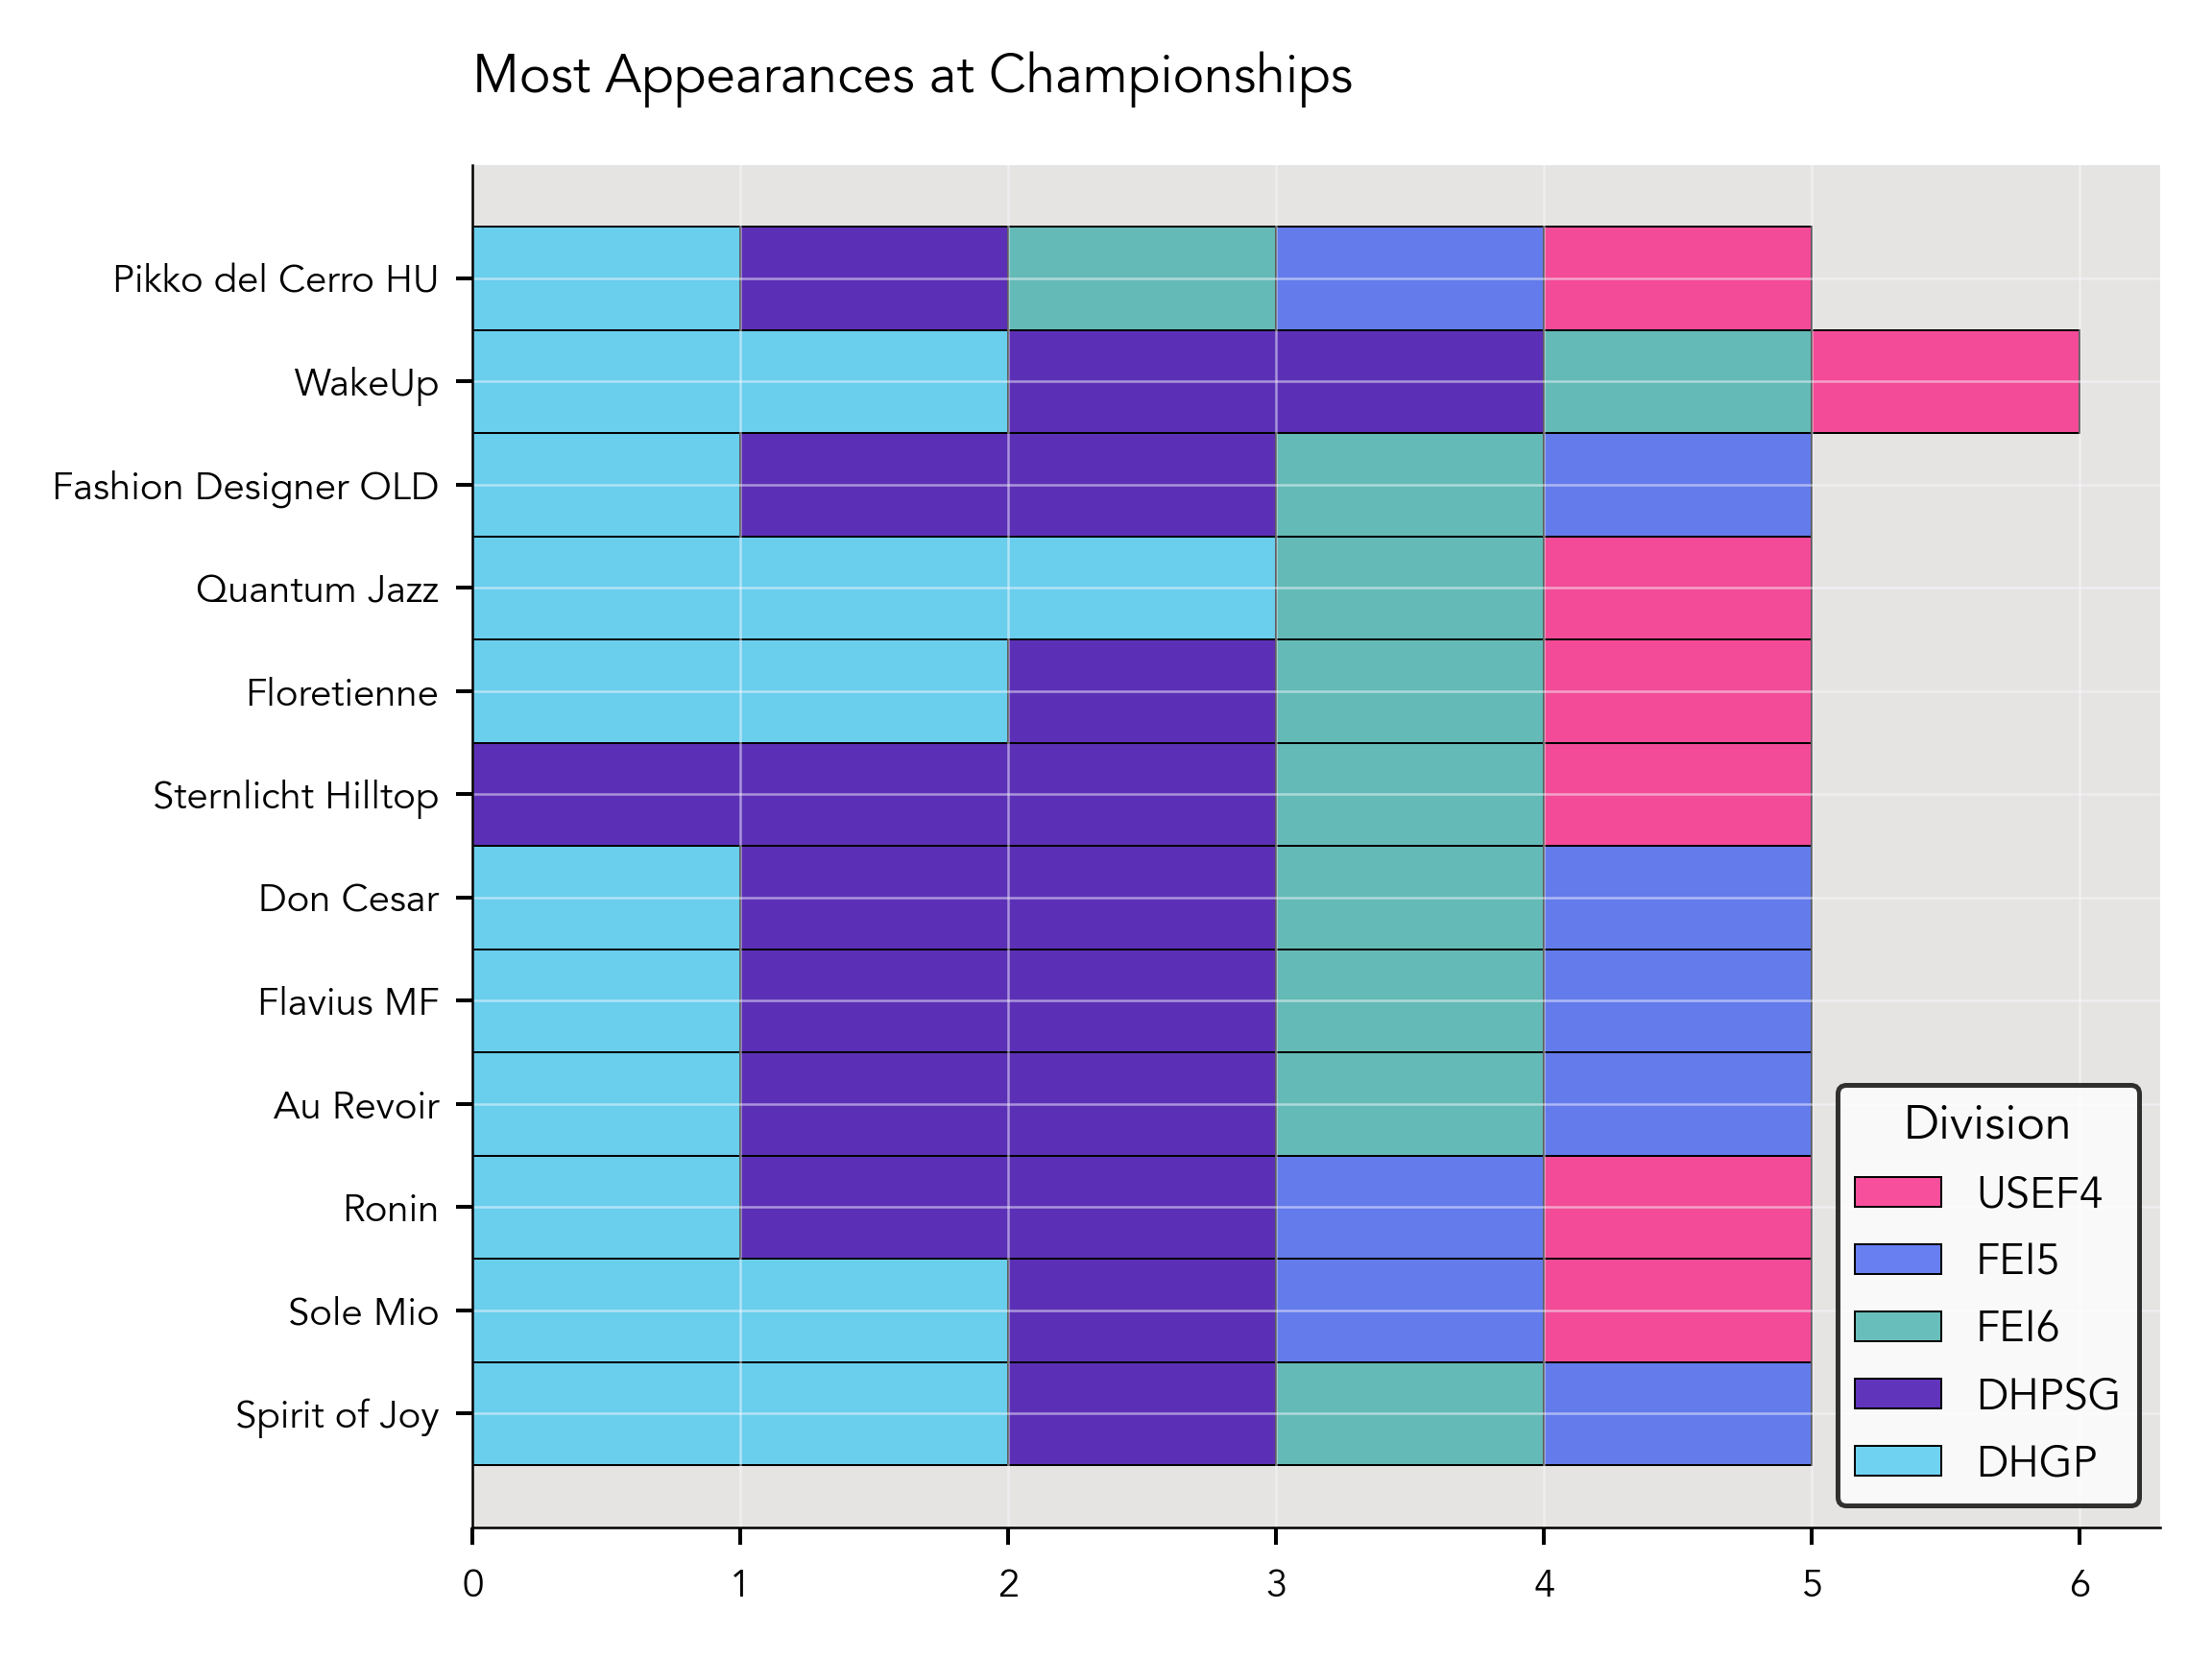 Most Appearances at Championships
Pikko del Cerro HU
WakeUp
Fashion Designer OLD
Quantum Jazz
Floretienne
Sternlicht Hilltop
Don Cesar
Flavius MF
Au Revoir
Ronin
Sole Mio
Spirit of Joy
Division
USEF4
FEI5
FEI6
DHPSG
DHGP
0 1 2 3 4 5 6